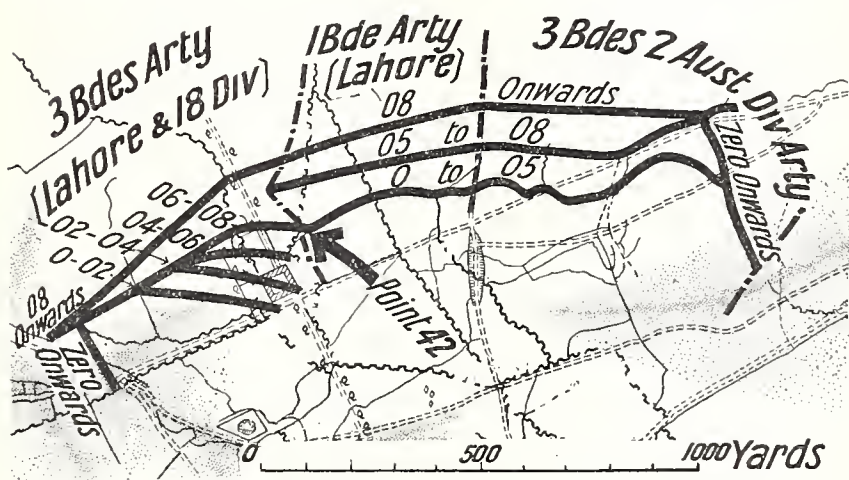 3 Bdes Arty
(Lahore & 18 Div)
1 Bde Arty
(Lahore)
3 Bdes 2 Aust Div Arty
08 Onwards
05 to 08
0 to 05
06-08
04-06
02-04
0-02
08
Onwards
Zero
Onwards
Point 42
Zero Onwards
0 500 1000 Yards